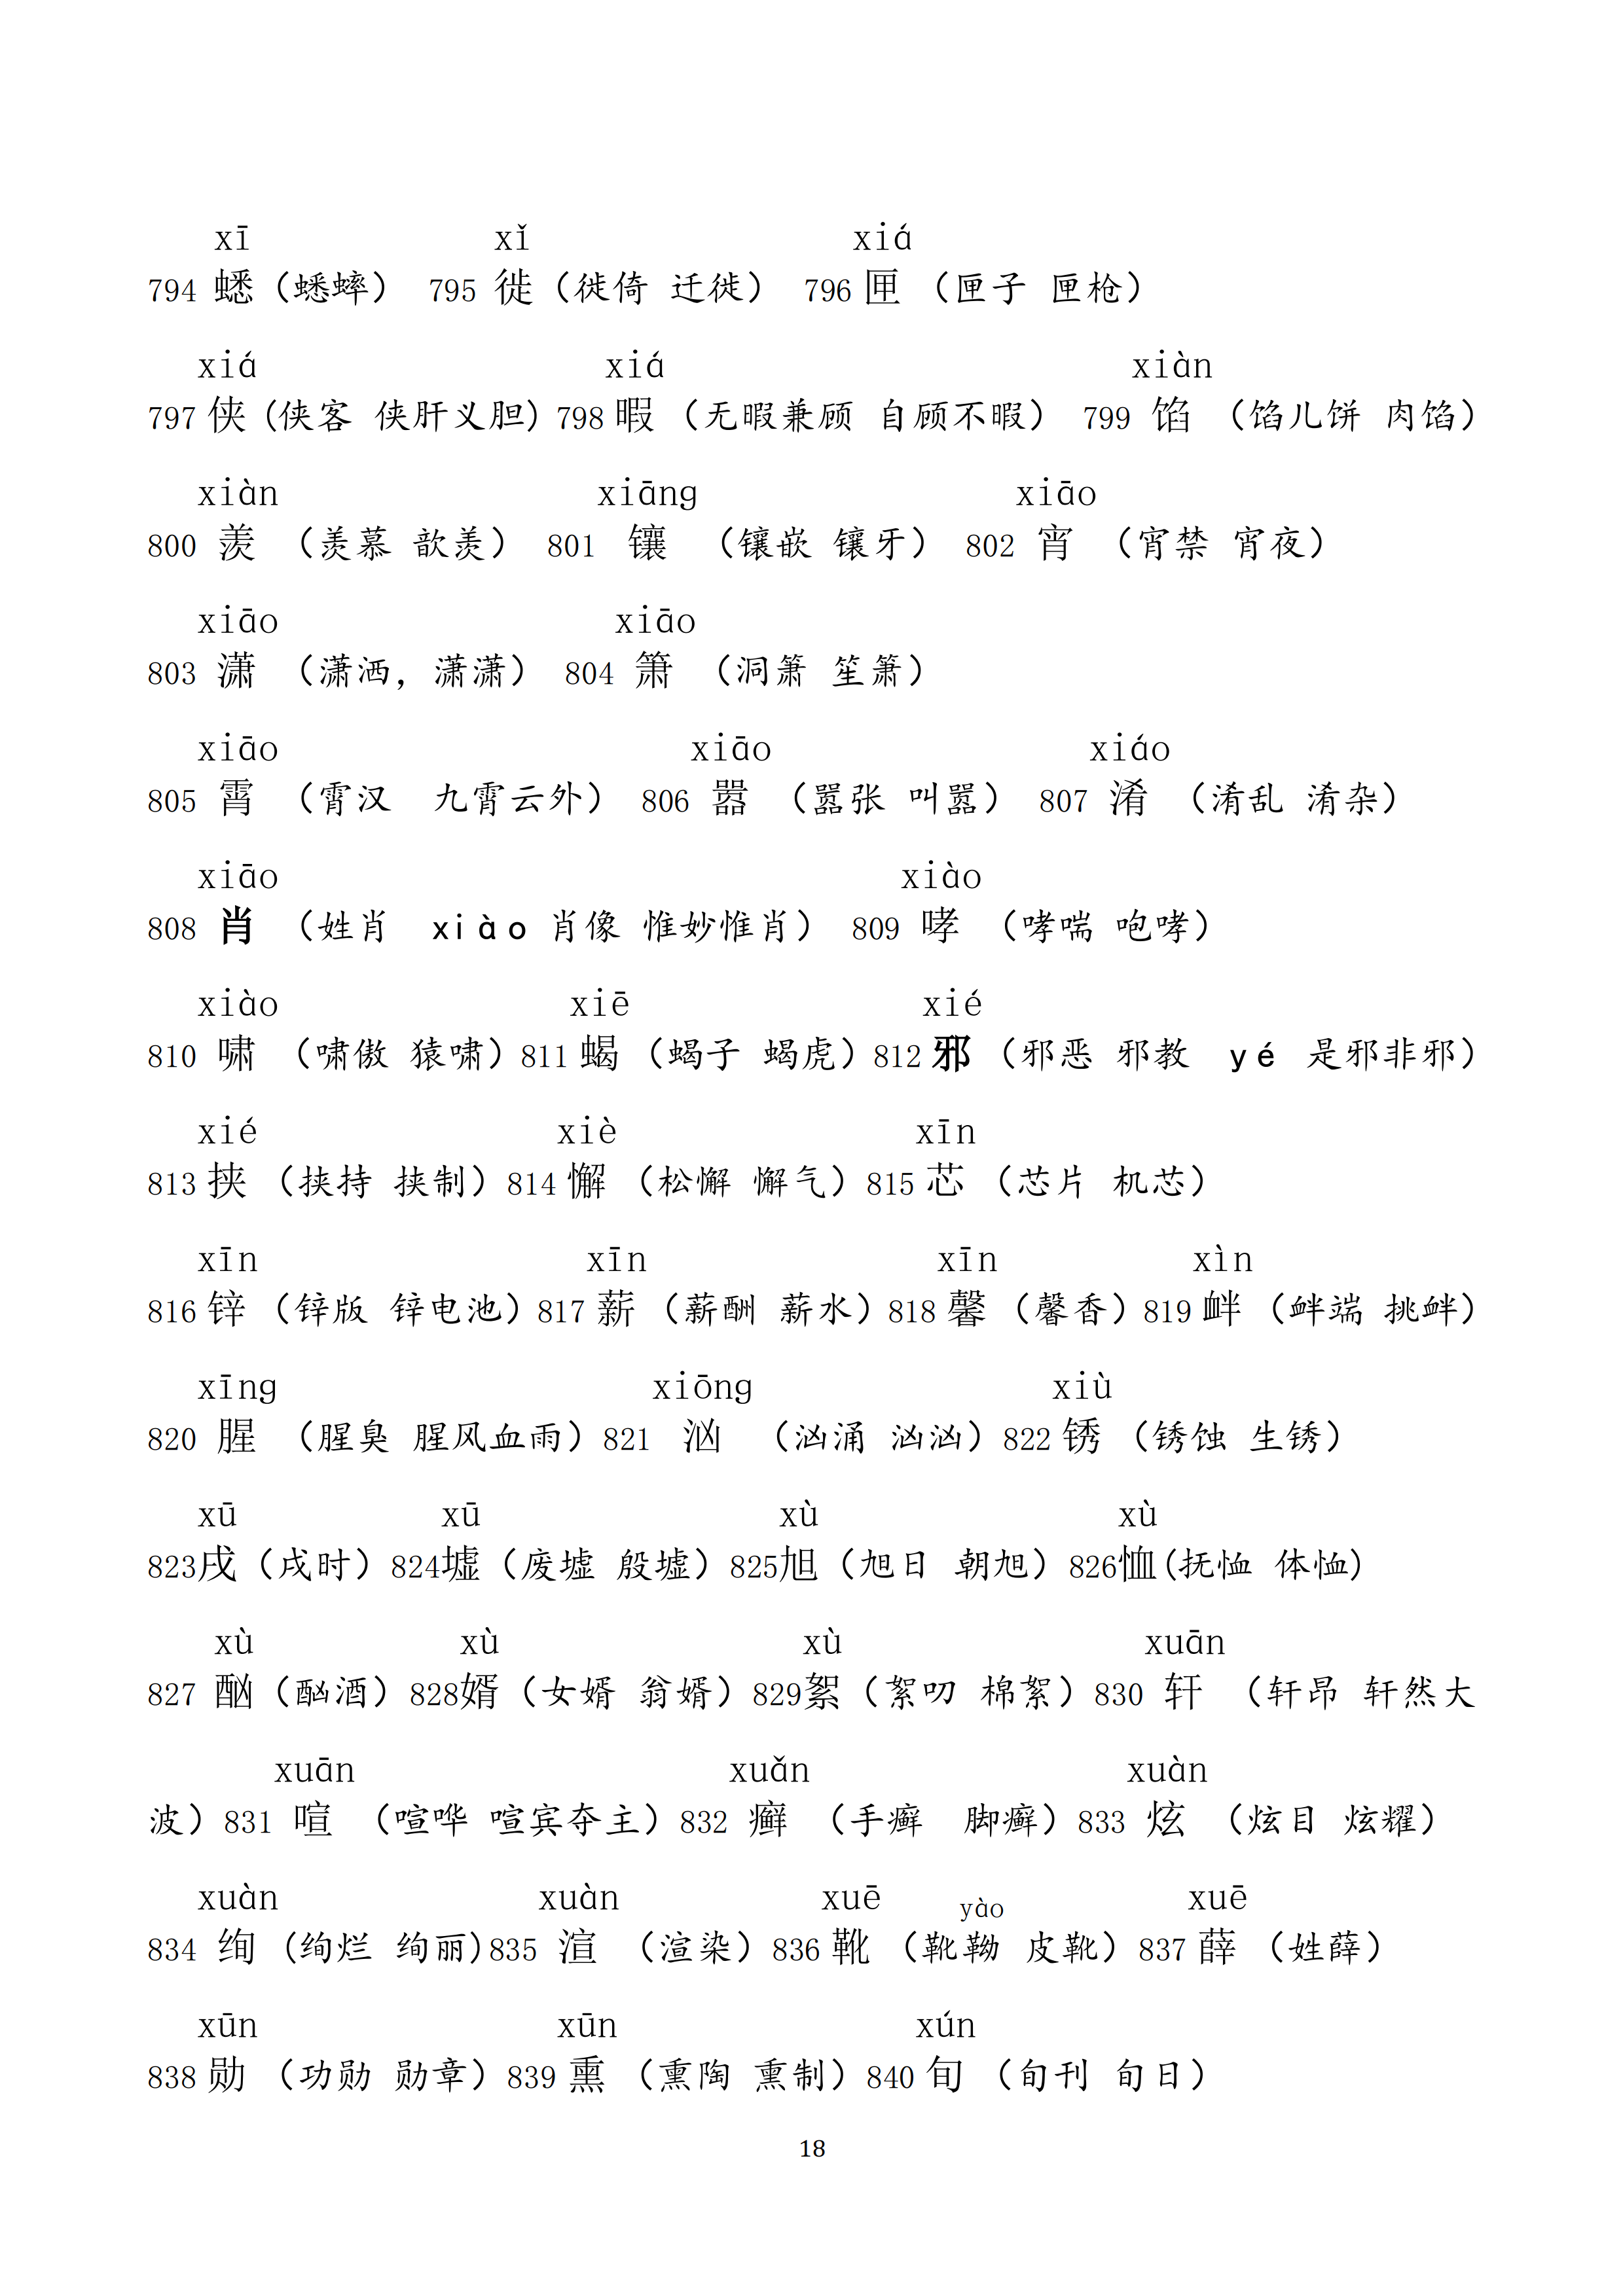 xī xǐ xiá
794 蟋（蟋蟀） 795 徙（徙倚 迁徙） 796 匣（匣子 匣枪）
xiá xiá xiàn
797 侠(侠客 侠肝义胆) 798 暇（无暇兼顾 自顾不暇） 799 馅（馅儿饼 肉馅）
xiàn xiāng xiāo
800 羡（羡慕 歆羡） 801 镶（镶嵌 镶牙） 802 宵（宵禁 宵夜）
xiāo xiāo
803 潇（潇洒，潇潇） 804 箫（洞箫 笙箫）
xiāo xiāo xiáo
805 霄（霄汉 九霄云外） 806 嚣（嚣张 叫嚣） 807 淆（淆乱 淆杂）
xiāo xiào
808 肖（姓肖 xiào 肖像 惟妙惟肖） 809 哮（哮喘 咆哮）
xiào xiē xié
810 啸（啸傲 猿啸）811 蝎（蝎子 蝎虎）812 邪（邪恶 邪教 yé 是邪非邪）
xié xiè xīn
813 挟（挟持 挟制）814 懈（松懈 懈气）815 芯（芯片 机芯）
xīn xīn xīn xìn
816 锌（锌版 锌电池）817 薪（薪酬 薪水）818 馨（馨香）819 衅（衅端 挑衅）
xīng xiōng xiù
820 腥（腥臭 腥风血雨）821 汹（汹涌 汹汹）822 锈（锈蚀 生锈）
xū xū xù xù
823戌（戌时）824墟（废墟 殷墟）825旭（旭日 朝旭）826恤(抚恤 体恤)
xù xù xù xuān
827 酗（酗酒）828婿（女婿 翁婿）829絮（絮叨 棉絮）830 轩（轩昂 轩然大
xuān xuǎn xuàn
波）831 喧（喧哗 喧宾夺主）832 癣（手癣 脚癣）833 炫（炫目 炫耀）
xuàn xuàn xuē yào xuē
834 绚 (绚烂 绚丽)835 渲（渲染）836 靴（靴靿 皮靴）837 薛（姓薛）
xūn xūn xún
838 勋（功勋 勋章）839 熏（熏陶 熏制）840 旬（旬刊 旬日）
18